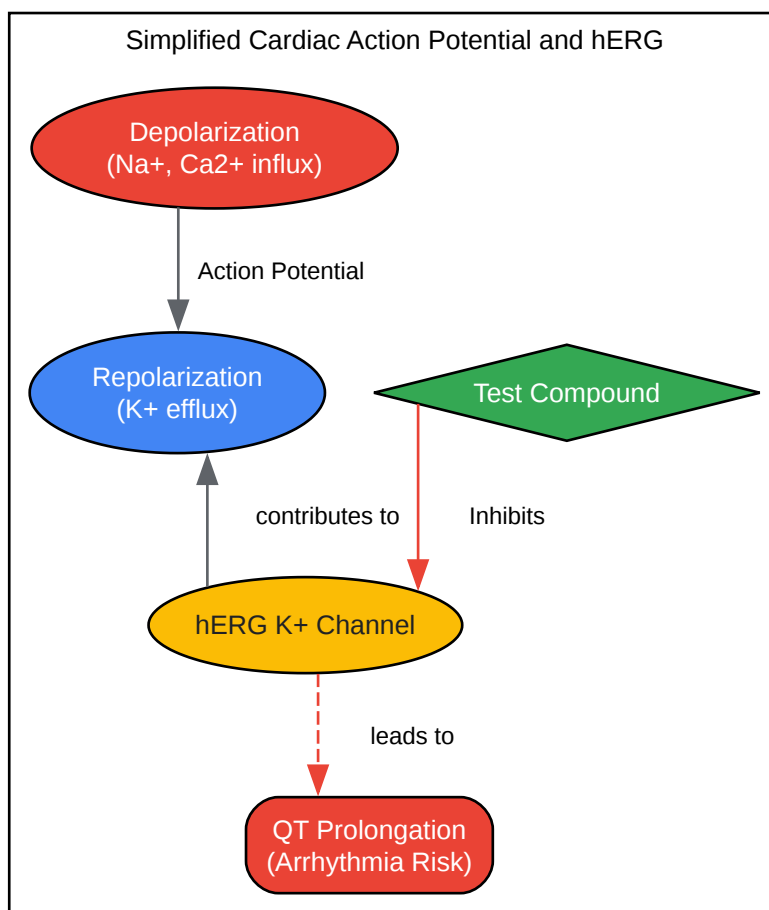 Simplified Cardiac Action Potential and hERG
Depolarization
(Na+, Ca2+ influx)
Action Potential
Repolarization
(K+ efflux)
Test Compound
contributes to
Inhibits
hERG K+ Channel
leads to
QT Prolongation
(Arrhythmia Risk)